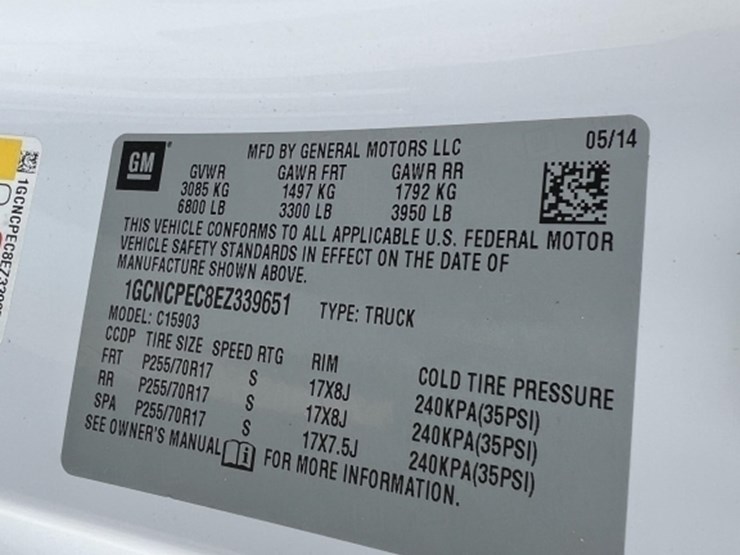 05/14
GM
MFD BY GENERAL MOTORS LLC
GVWR GAWR FRT GAWR RR
3085 KG 1497 KG 1792 KG
6800 LB 3300 LB 3950 LB
THIS VEHICLE CONFORMS TO ALL APPLICABLE U.S. FEDERAL MOTOR
VEHICLE SAFETY STANDARDS IN EFFECT ON THE DATE OF
MANUFACTURE SHOWN ABOVE.
1GCNCPEC8EZ339651 TYPE: TRUCK
MODEL: C15903
CCDP TIRE SIZE SPEED RTG RIM COLD TIRE PRESSURE
FRT P255/70R17 S 17X8J 240KPA(35PSI)
RR P255/70R17 S 17X8J 240KPA(35PSI)
SPA P255/70R17 S 17X7.5J 240KPA(35PSI)
SEE OWNER'S MANUAL i FOR MORE INFORMATION.